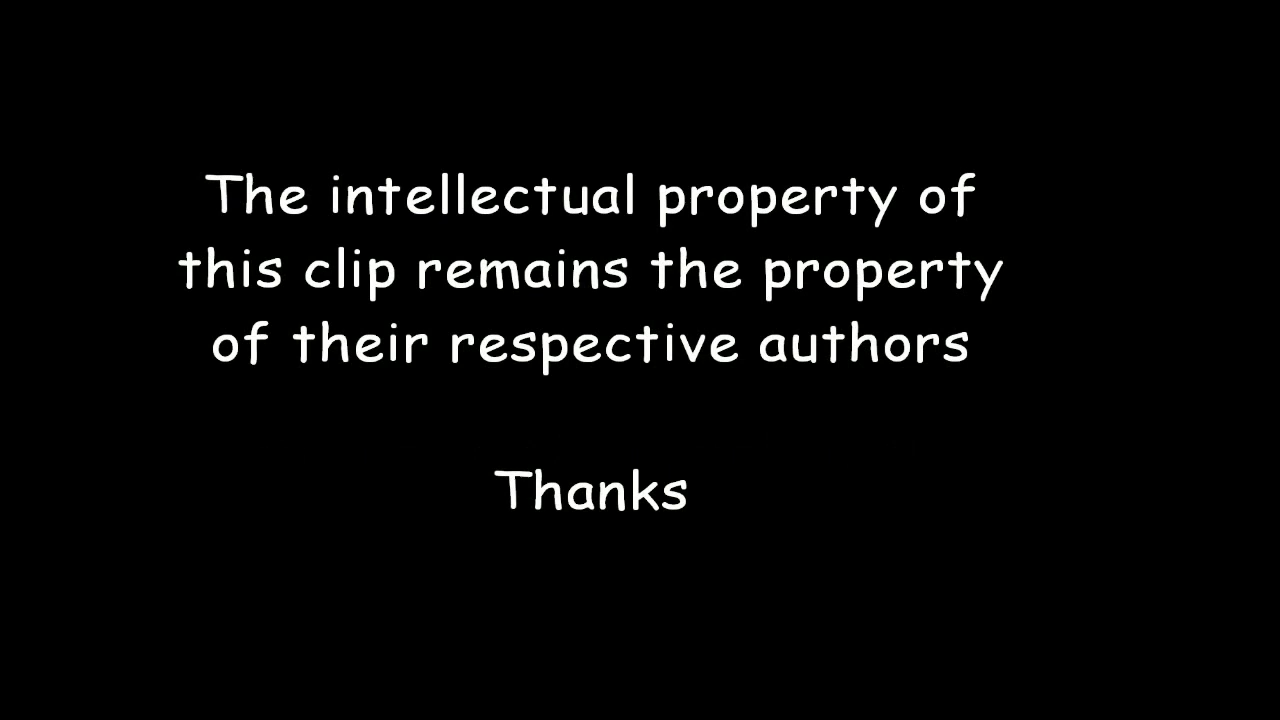 The intellectual property of
this clip remains the property
of their respective authors
Thanks